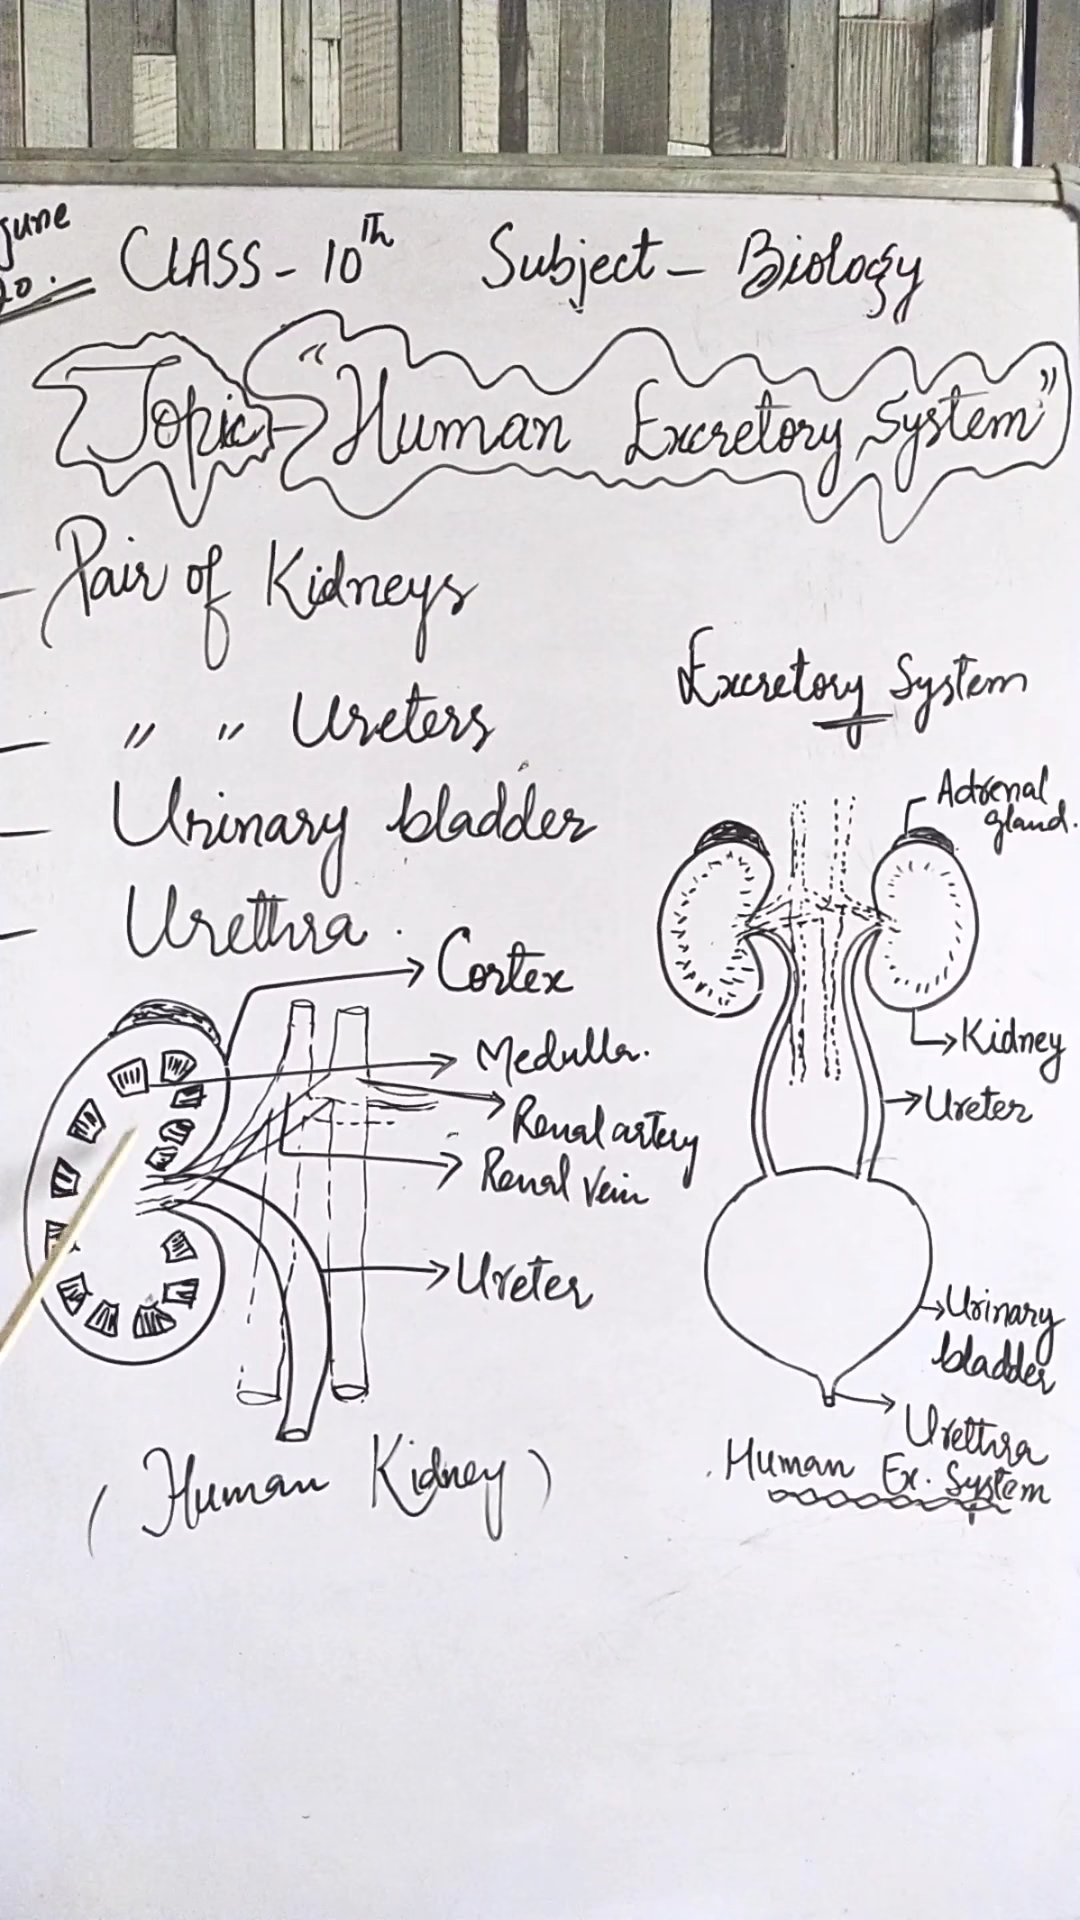 June
20.
CLASS - 10th Subject - Biology
Topic - "Human Excretory System"
- Pair of Kidneys
- " " Ureters
- Urinary bladder
- Urethra.
Cortex
Medulla.
Renal artery
Renal Vein
Ureter
(Human Kidney)
Excretory System
Adrenal
gland.
Kidney
Ureter
Urinary
bladder
Urethra
Human Ex. System